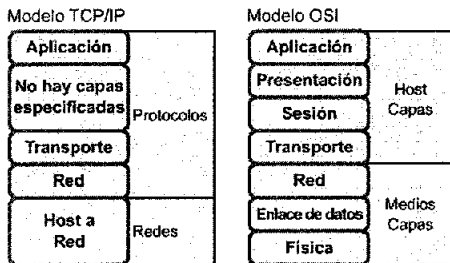 Modelo TCP/IP
Aplicación
No hay capas
especificadas
Transporte
Red
Host a
Red
Protocolos
Redes
Modelo OSI
Aplicación
Presentación
Sesión
Transporte
Red
Enlace de datos
Física
Host
Capas
Medios
Capas